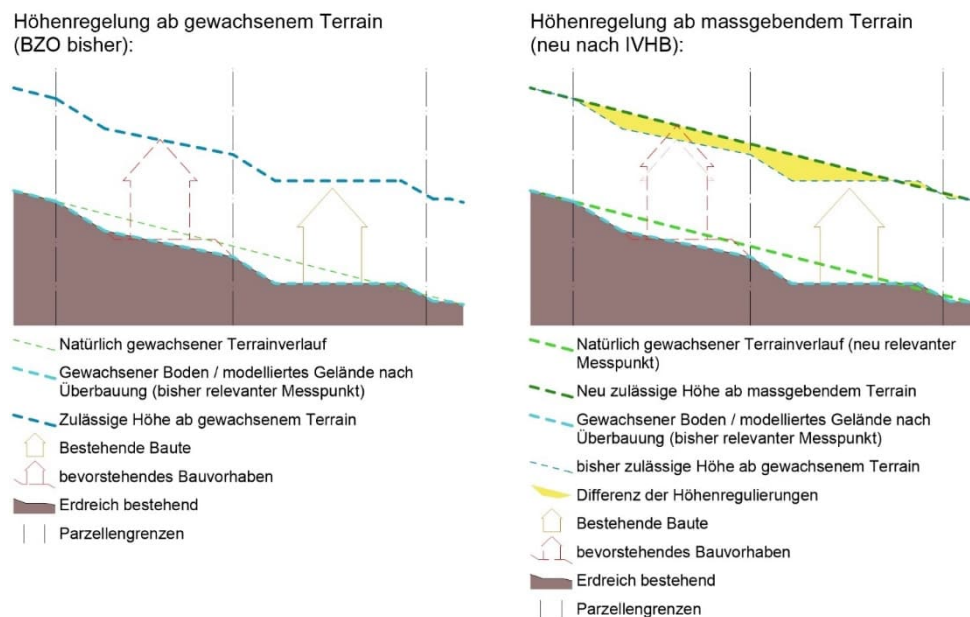 Höhenregelung ab gewachsenem Terrain
(BZO bisher):
Natürlich gewachsener Terrainverlauf
Gewachsener Boden / modelliertes Gelände nach
Überbauung (bisher relevanter Messpunkt)
Zulässige Höhe ab gewachsenem Terrain
Bestehende Baute
bevorstehendes Bauvorhaben
Erdreich bestehend
Parzellengrenzen
Höhenregelung ab massgebendem Terrain
(neu nach IVHB):
Natürlich gewachsener Terrainverlauf (neu relevanter
Messpunkt)
Neu zulässige Höhe ab massgebendem Terrain
Gewachsener Boden / modelliertes Gelände nach
Überbauung (bisher relevanter Messpunkt)
bisher zulässige Höhe ab gewachsenem Terrain
Differenz der Höhenregulierungen
Bestehende Baute
bevorstehendes Bauvorhaben
Erdreich bestehend
Parzellengrenzen